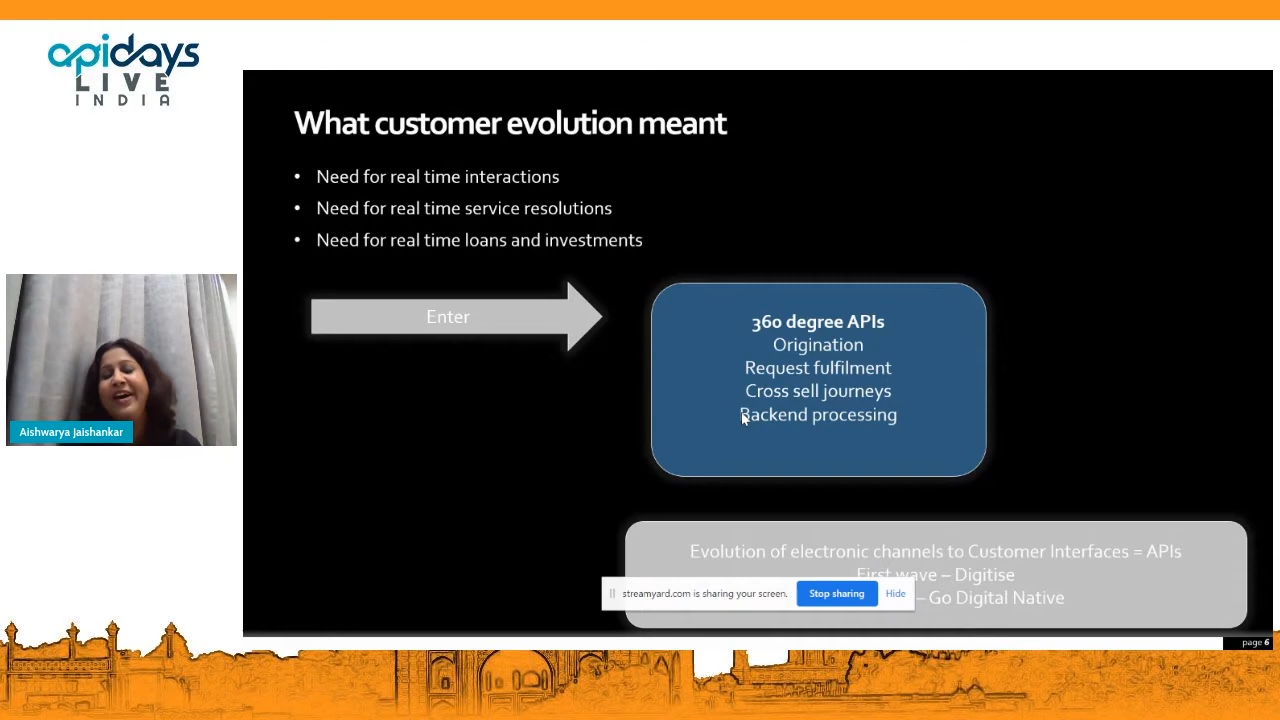 apidays
LIVE
INDIA
What customer evolution meant
• Need for real time interactions
• Need for real time service resolutions
• Need for real time loans and investments
Enter
360 degree APIs
Origination
Request fulfilment
Cross sell journeys
Backend processing
Aishwarya Jaishankar
Evolution of electronic channels to Customer Interfaces = APIs
First wave – Digitise
– Go Digital Native
streamyard.com is sharing your screen.
Stop sharing
Hide
page 6